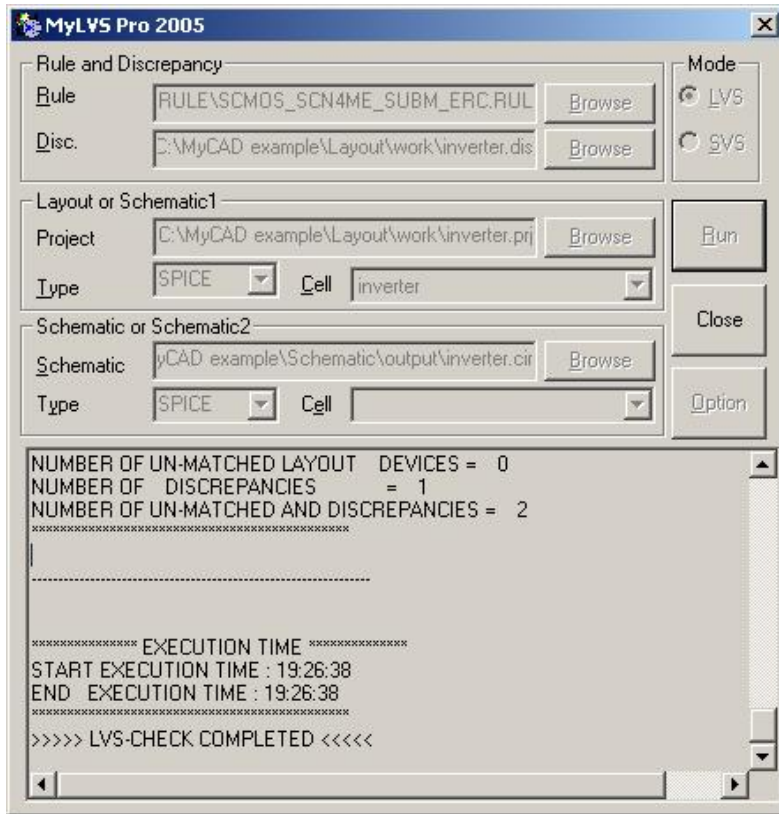 MyLVS Pro 2005
Rule and Discrepancy
Mode
Rule RULE\SCMOS_SCN4ME_SUBM_ERC.RUL Browse
LVS
Disc. C:\MyCAD example\Layout\work\inverter.dis Browse
SVS
Layout or Schematic1
Project C:\MyCAD example\Layout\work\inverter.prj Browse
Run
Type SPICE Cell inverter
Schematic or Schematic2
Close
Schematic yCAD example\Schematic\output\inverter.cir Browse
Type SPICE Cell
Option
NUMBER OF UN-MATCHED LAYOUT DEVICES = 0
NUMBER OF DISCREPANCIES = 1
NUMBER OF UN-MATCHED AND DISCREPANCIES = 2
*******************************************
-----------------------------------------------------------------
*************** EXECUTION TIME **************
START EXECUTION TIME : 19:26:38
END EXECUTION TIME : 19:26:38
*******************************************
>>>>> LVS-CHECK COMPLETED <<<<<